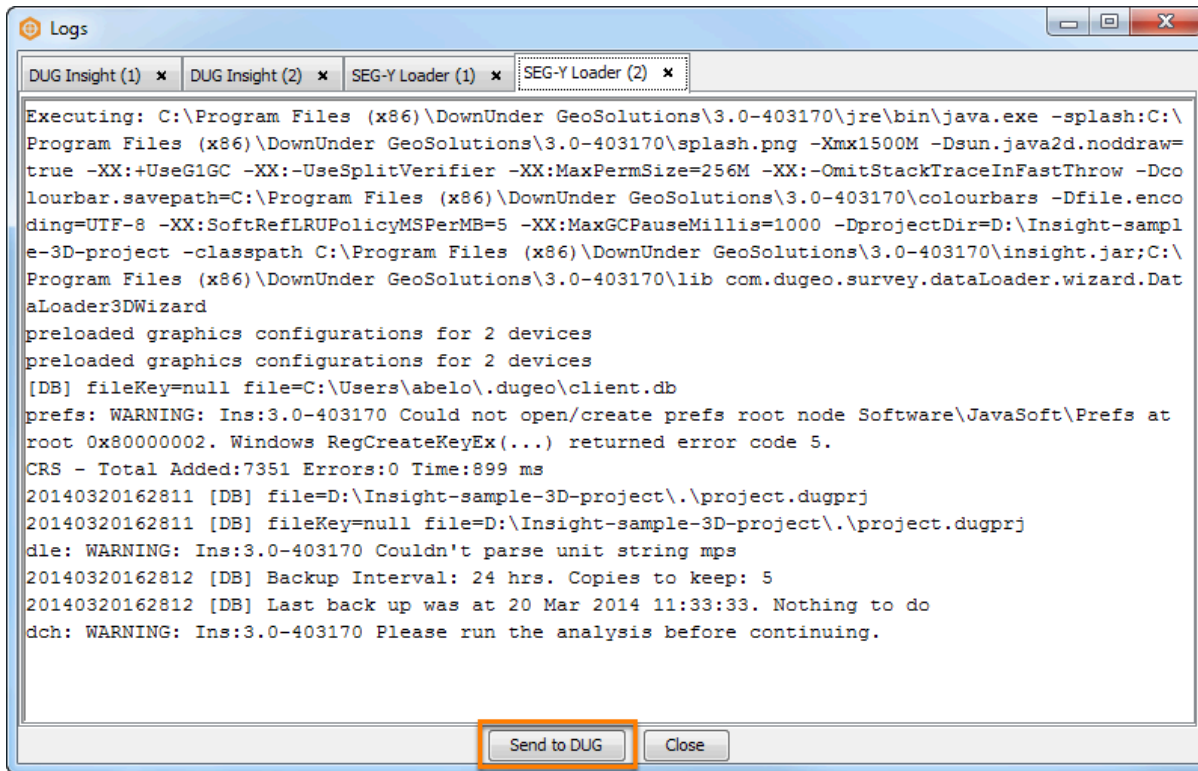 Logs
DUG Insight (1) DUG Insight (2) SEG-Y Loader (1) SEG-Y Loader (2)
Executing: C:\Program Files (x86)\DownUnder GeoSolutions\3.0-403170\jre\bin\java.exe -splash:C:\
Program Files (x86)\DownUnder GeoSolutions\3.0-403170\splash.png -Xmx1500M -Dsun.java2d.noddraw=
true -XX:+UseG1GC -XX:-UseSplitVerifier -XX:MaxPermSize=256M -XX:-OmitStackTraceInFastThrow -Dco
lourbar.savepath=C:\Program Files (x86)\DownUnder GeoSolutions\3.0-403170\colourbars -Dfile.enco
ding=UTF-8 -XX:SoftRefLRUPolicyMSPerMB=5 -XX:MaxGCPauseMillis=1000 -DprojectDir=D:\Insight-sampl
e-3D-project -classpath C:\Program Files (x86)\DownUnder GeoSolutions\3.0-403170\insight.jar;C:\
Program Files (x86)\DownUnder GeoSolutions\3.0-403170\lib com.dugeo.survey.dataLoader.wizard.Dat
aLoader3DWizard
preloaded graphics configurations for 2 devices
preloaded graphics configurations for 2 devices
[DB] fileKey=null file=C:\Users\abelo\.dugeo\client.db
prefs: WARNING: Ins:3.0-403170 Could not open/create prefs root node Software\JavaSoft\Prefs at
root 0x80000002. Windows RegCreateKeyEx(...) returned error code 5.
CRS - Total Added:7351 Errors:0 Time:899 ms
20140320162811 [DB] file=D:\Insight-sample-3D-project\.\project.dugprj
20140320162811 [DB] fileKey=null file=D:\Insight-sample-3D-project\.\project.dugprj
dle: WARNING: Ins:3.0-403170 Couldn't parse unit string mps
20140320162812 [DB] Backup Interval: 24 hrs. Copies to keep: 5
20140320162812 [DB] Last back up was at 20 Mar 2014 11:33:33. Nothing to do
dch: WARNING: Ins:3.0-403170 Please run the analysis before continuing.
Send to DUG Close